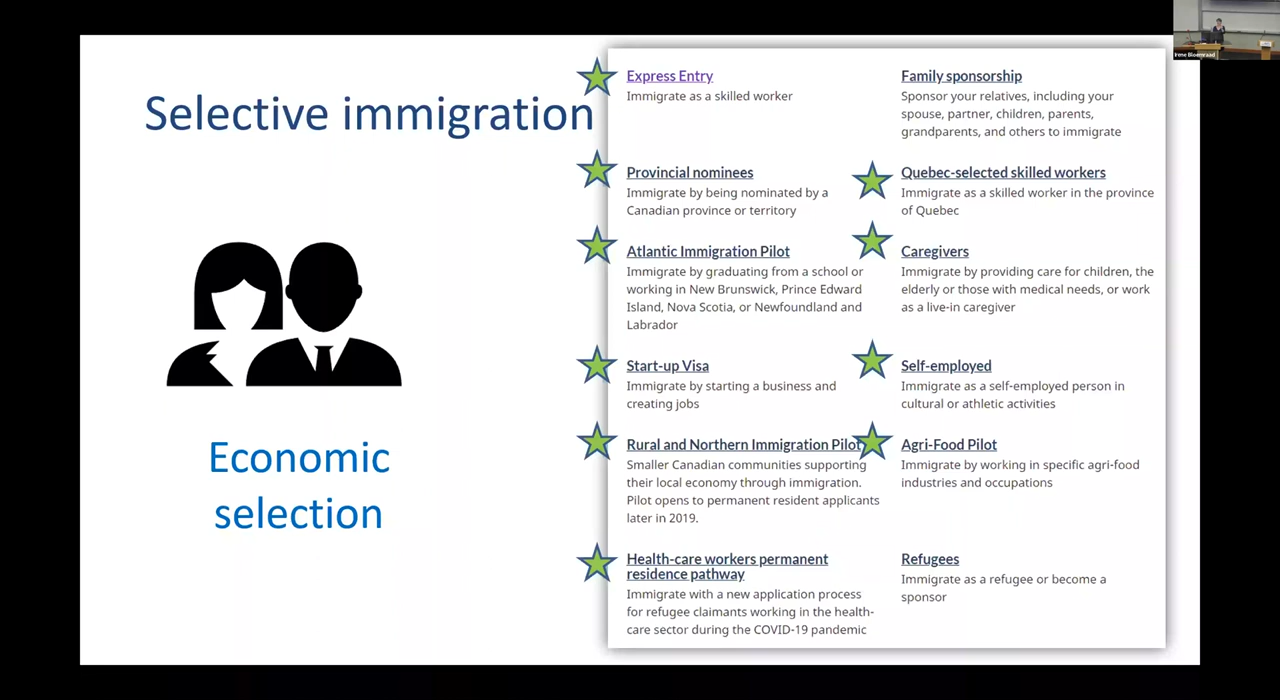 Selective immigration
Economic
selection
Express Entry
Immigrate as a skilled worker
Family sponsorship
Sponsor your relatives, including your
spouse, partner, children, parents,
grandparents, and others to immigrate
Provincial nominees
Immigrate by being nominated by a
Canadian province or territory
Quebec-selected skilled workers
Immigrate as a skilled worker in the province
of Quebec
Atlantic Immigration Pilot
Immigrate by graduating from a school or
working in New Brunswick, Prince Edward
Island, Nova Scotia, or Newfoundland and
Labrador
Caregivers
Immigrate by providing care for children, the
elderly or those with medical needs, or work
as a live-in caregiver
Start-up Visa
Immigrate by starting a business and
creating jobs
Self-employed
Immigrate as a self-employed person in
cultural or athletic activities
Rural and Northern Immigration Pilot
Smaller Canadian communities supporting
their local economy through immigration.
Pilot opens to permanent resident applicants
later in 2019.
Agri-Food Pilot
Immigrate by working in specific agri-food
industries and occupations
Health-care workers permanent
residence pathway
Immigrate with a new application process
for refugee claimants working in the health-
care sector during the COVID-19 pandemic
Refugees
Immigrate as a refugee or become a
sponsor
Irene Bloemraad